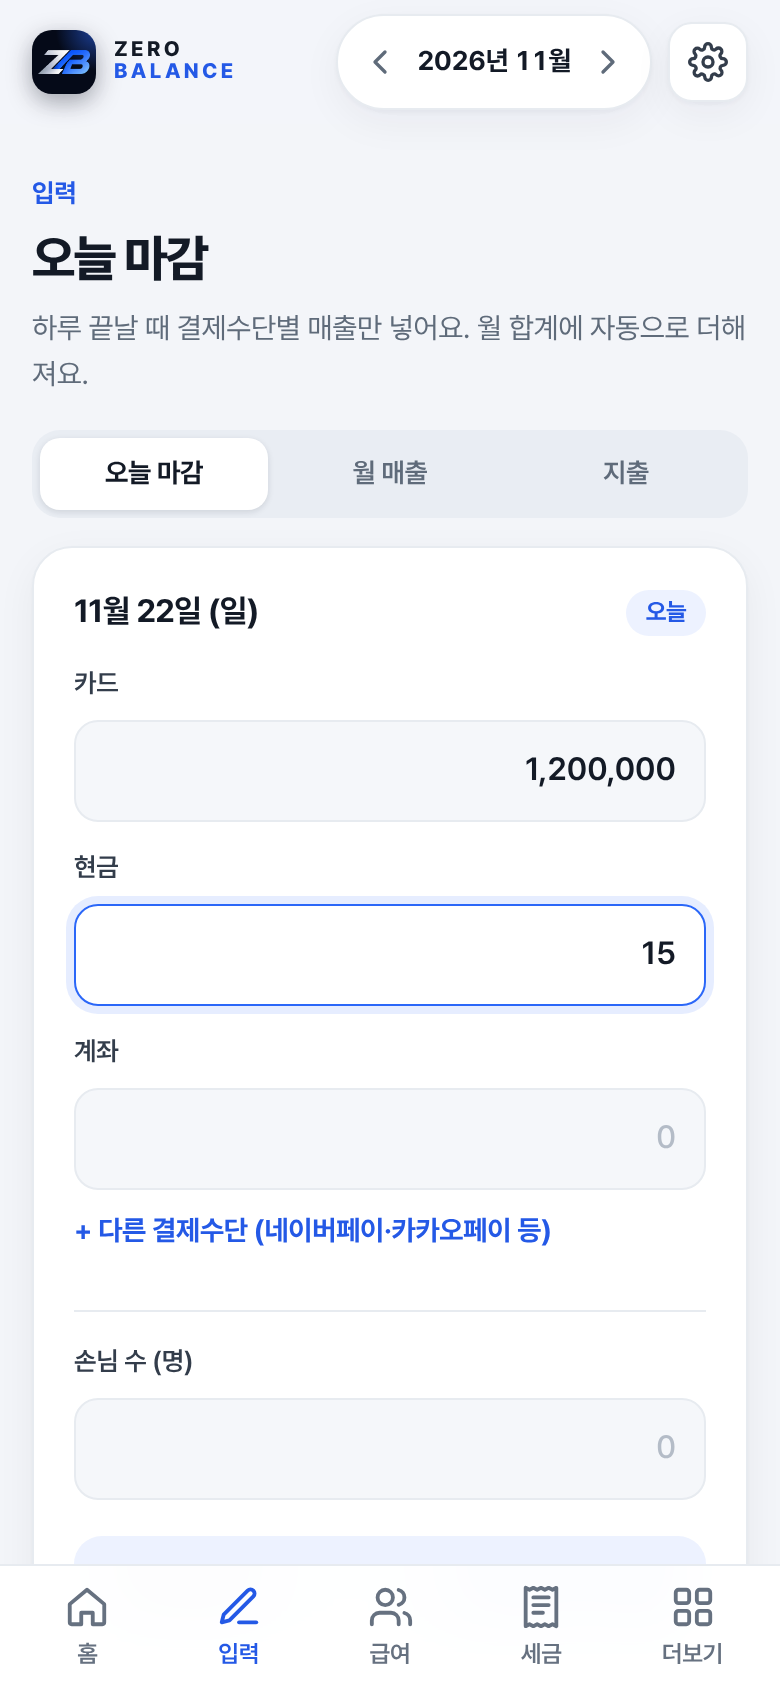 ZB
ZERO
BALANCE
2026년 11월
입력
오늘 마감
하루 끝날 때 결제수단별 매출만 넣어요. 월 합계에 자동으로 더해
져요.
오늘 마감
월 매출
지출
11월 22일 (일)
오늘
카드
1,200,000
현금
15
계좌
0
+ 다른 결제수단 (네이버페이·카카오페이 등)
손님 수 (명)
0
홈
입력
급여
세금
더보기